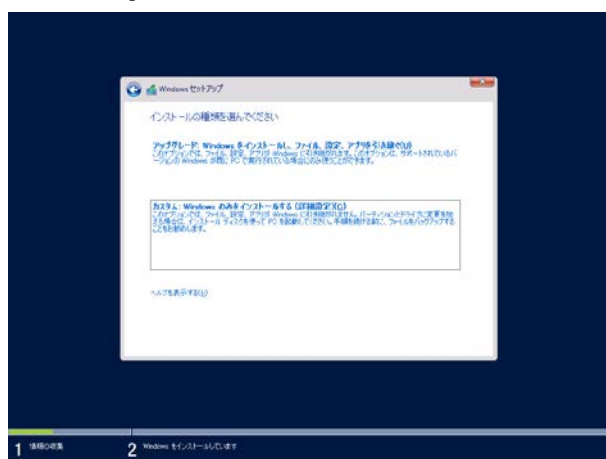 Windows セットアップ
インストールの種類を選んでください
アップグレード: Windows をインストールし、ファイル、設定、アプリを引き継ぐ(U)
このオプションでは、ファイル、設定、アプリが Windows に引き継がれます。このオプションは、サポートされているバ
ージョンの Windows が既に PC で実行されている場合にのみ使うことができます。
カスタム: Windows のみをインストールする (詳細設定)(C)
このオプションでは、ファイル、設定、アプリは Windows に引き継がれません。パーティションとドライブに変更を加
える場合は、インストール ディスクを使って PC を起動してください。手順を続ける前に、ファイルをバックアップする
ことをお勧めします。
ヘルプを表示する(H)
1 情報の収集
2 Windows をインストールしています